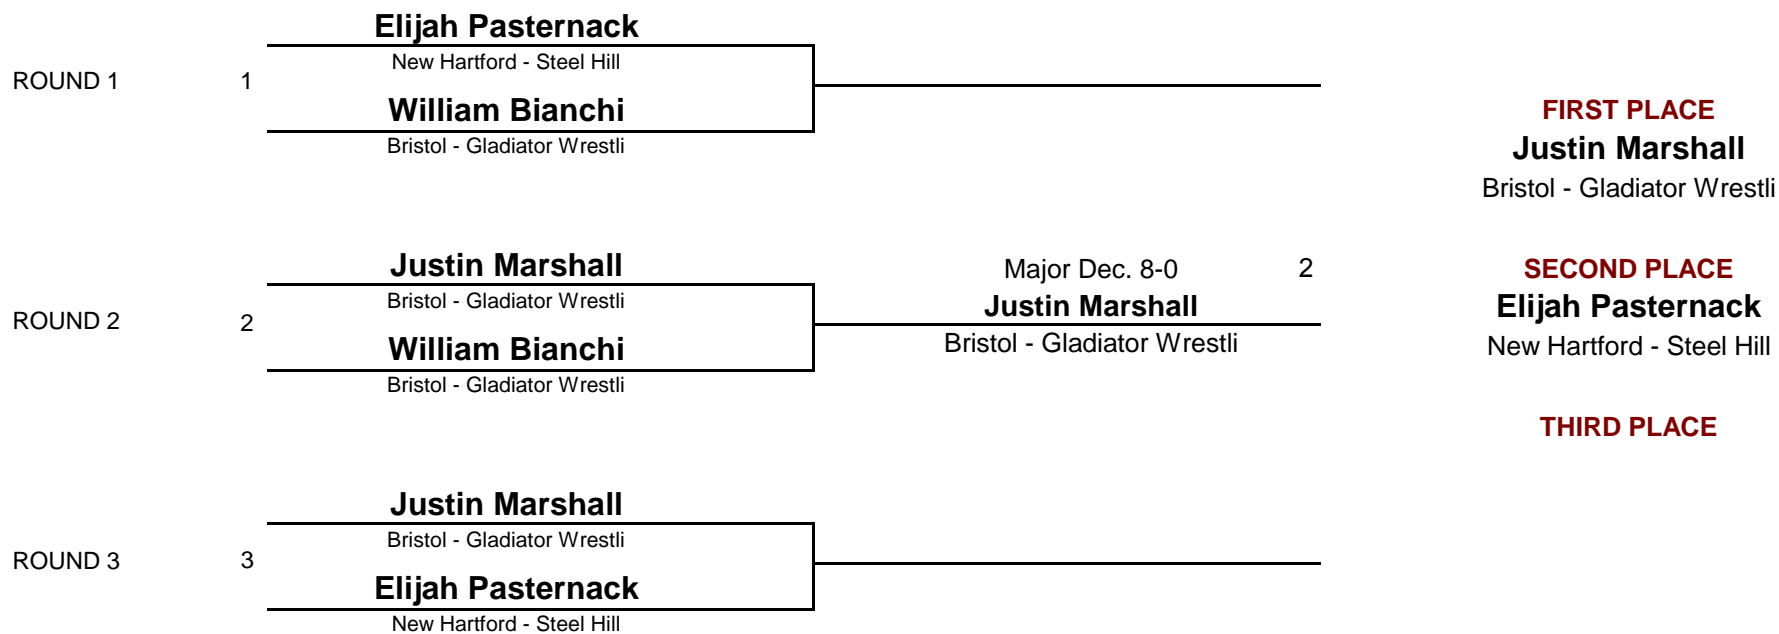 Elijah Pasternack
New Hartford - Steel Hill
ROUND 1
1
William Bianchi
Bristol - Gladiator Wrestli
FIRST PLACE
Justin Marshall
Bristol - Gladiator Wrestli
Justin Marshall
Bristol - Gladiator Wrestli
ROUND 2
2
William Bianchi
Bristol - Gladiator Wrestli
Major Dec. 8-0
2
Justin Marshall
Bristol - Gladiator Wrestli
SECOND PLACE
Elijah Pasternack
New Hartford - Steel Hill
THIRD PLACE
Justin Marshall
Bristol - Gladiator Wrestli
ROUND 3
3
Elijah Pasternack
New Hartford - Steel Hill